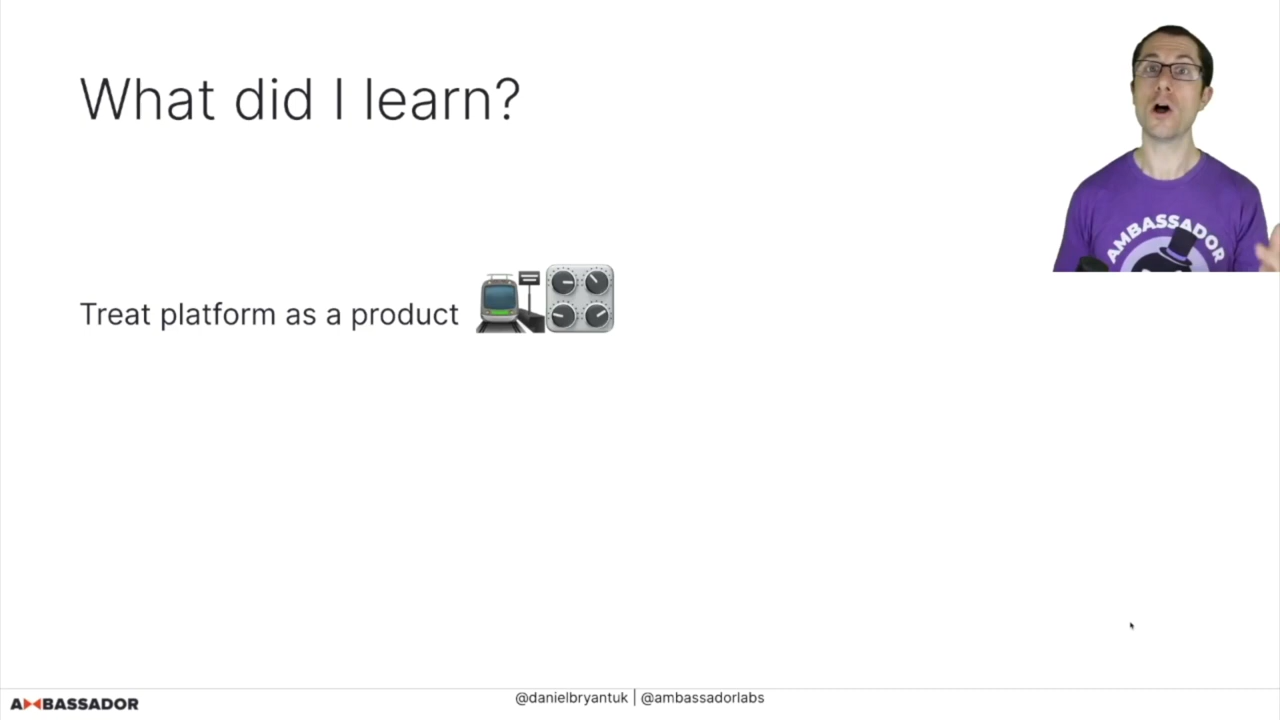 What did I learn?
AMBASSADOR
Treat platform as a product
AMBASSADOR
@danielbryantuk | @ambassadorlabs